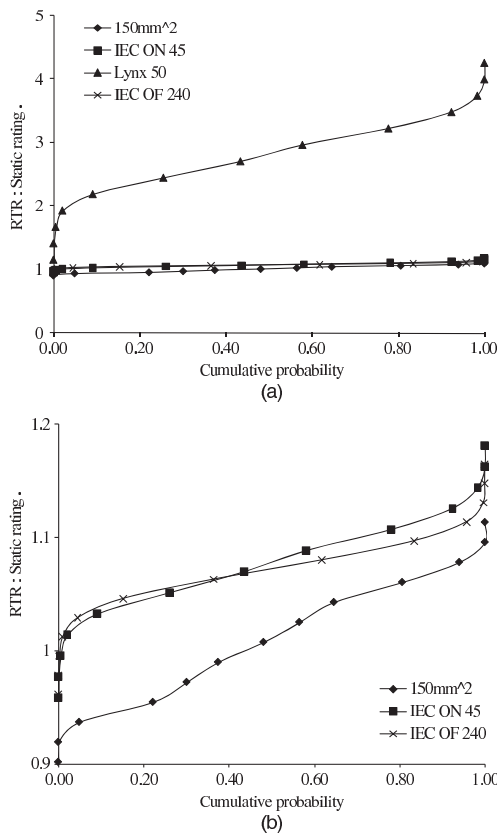 5
4
3
2
1
0
RTR : Static rating .
150mm^2
IEC ON 45
Lynx 50
IEC OF 240
0.00 0.20 0.40 0.60 0.80 1.00
Cumulative probability
(a)
1.2
1.1
1
0.9
RTR : Static rating .
150mm^2
IEC ON 45
IEC OF 240
0.00 0.20 0.40 0.60 0.80 1.00
Cumulative probability
(b)